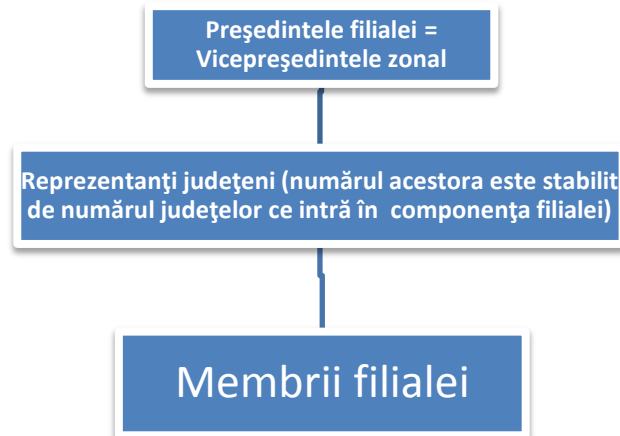 Preşedintele filialei =
Vicepreşedintele zonal
Reprezentanţi judeţeni (numărul acestora este stabilit
de numărul judeţelor ce intră în componenţa filialei)
Membrii filialei